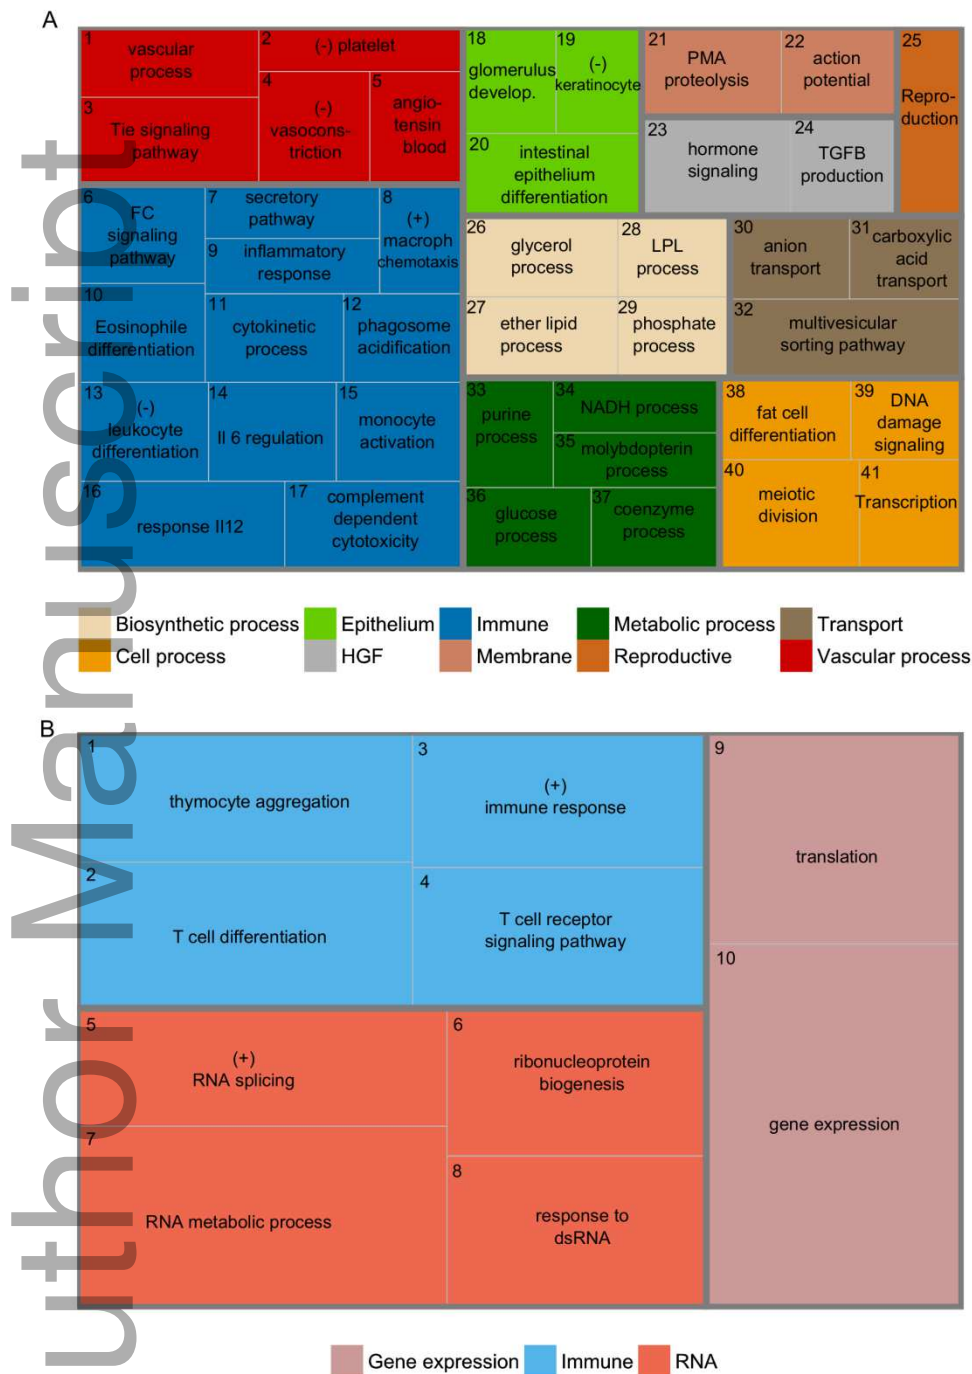 A
1
vascular
process
2
(-) platelet
3
Tie signaling
pathway
4
(-)
vasocons-
triction
5
angio-
tensin
blood
6
FC
signaling
pathway
7
secretory
pathway
8
(+)
macroph
chemotaxis
9
inflammatory
response
10
Eosinophile
differentiation
11
cytokinetic
process
12
phagosome
acidification
13
(-)
leukocyte
differentiation
14
Il 6 regulation
15
monocyte
activation
16
response Il12
17
complement
dependent
cytotoxicity
18
glomerulus
develop.
19
(-)
keratinocyte
20
intestinal
epithelium
differentiation
21
PMA
proteolysis
22
action
potential
23
hormone
signaling
24
TGFB
production
25
Repro-
duction
26
glycerol
process
27
ether lipid
process
28
LPL
process
29
phosphate
process
30
anion
transport
31
carboxylic
acid
transport
32
multivesicular
sorting pathway
33
purine
process
34
NADH process
35
molybdopterin
process
36
glucose
process
37
coenzyme
process
38
fat cell
differentiation
39
DNA
damage
signaling
40
meiotic
division
41
Transcription
Biosynthetic process
Epithelium
Immune
Metabolic process
Transport
Cell process
HGF
Membrane
Reproductive
Vascular process
B
1
thymocyte aggregation
2
T cell differentiation
3
(+)
immune response
4
T cell receptor
signaling pathway
5
(+)
RNA splicing
6
ribonucleoprotein
biogenesis
7
RNA metabolic process
8
response to
dsRNA
9
translation
10
gene expression
Gene expression
Immune
RNA
uthor Manuscript